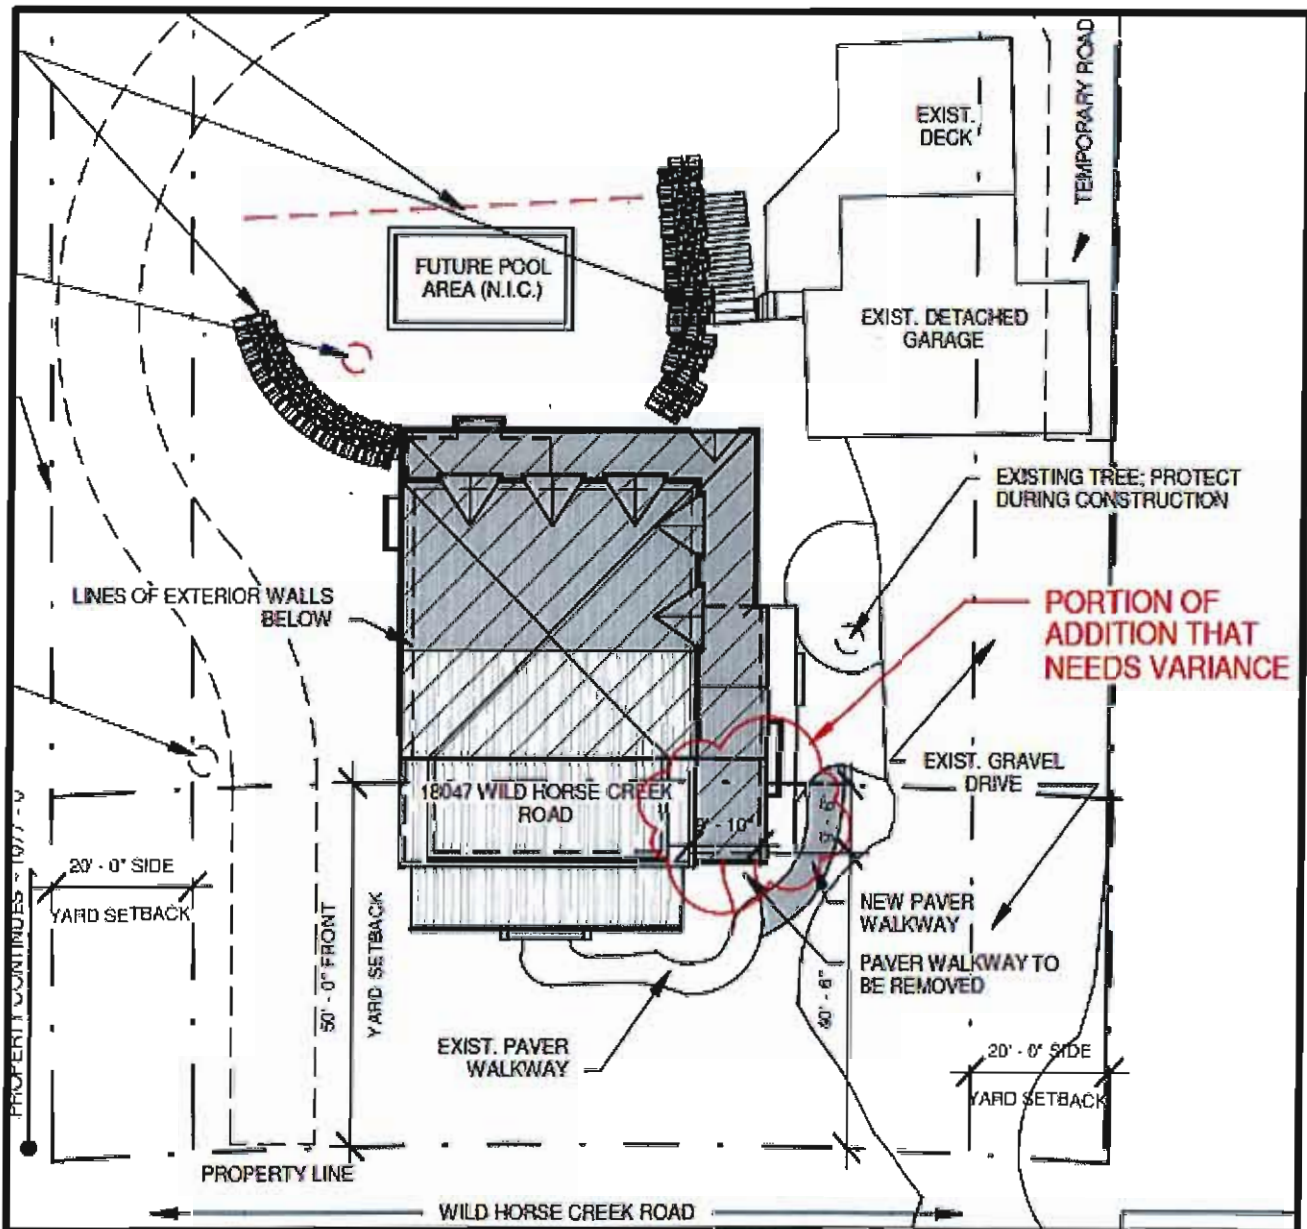 TEMPORARY ROAD
EXIST.
DECK
FUTURE POOL
AREA (N.I.C.)
EXIST. DETACHED
GARAGE
EXISTING TREE; PROTECT
DURING CONSTRUCTION
LINES OF EXTERIOR WALLS
BELOW
PORTION OF
ADDITION THAT
NEEDS VARIANCE
EXIST. GRAVEL
DRIVE
18047 WILD HORSE CREEK
ROAD
PROPERTY CONTINUES
20' - 0" SIDE
YARD SETBACK
50' - 0" FRONT
YARD SETBACK
NEW PAVER
WALKWAY
PAVER WALKWAY TO
BE REMOVED
EXIST. PAVER
WALKWAY
20' - 0" SIDE
YARD SETBACK
PROPERTY LINE
WILD HORSE CREEK ROAD